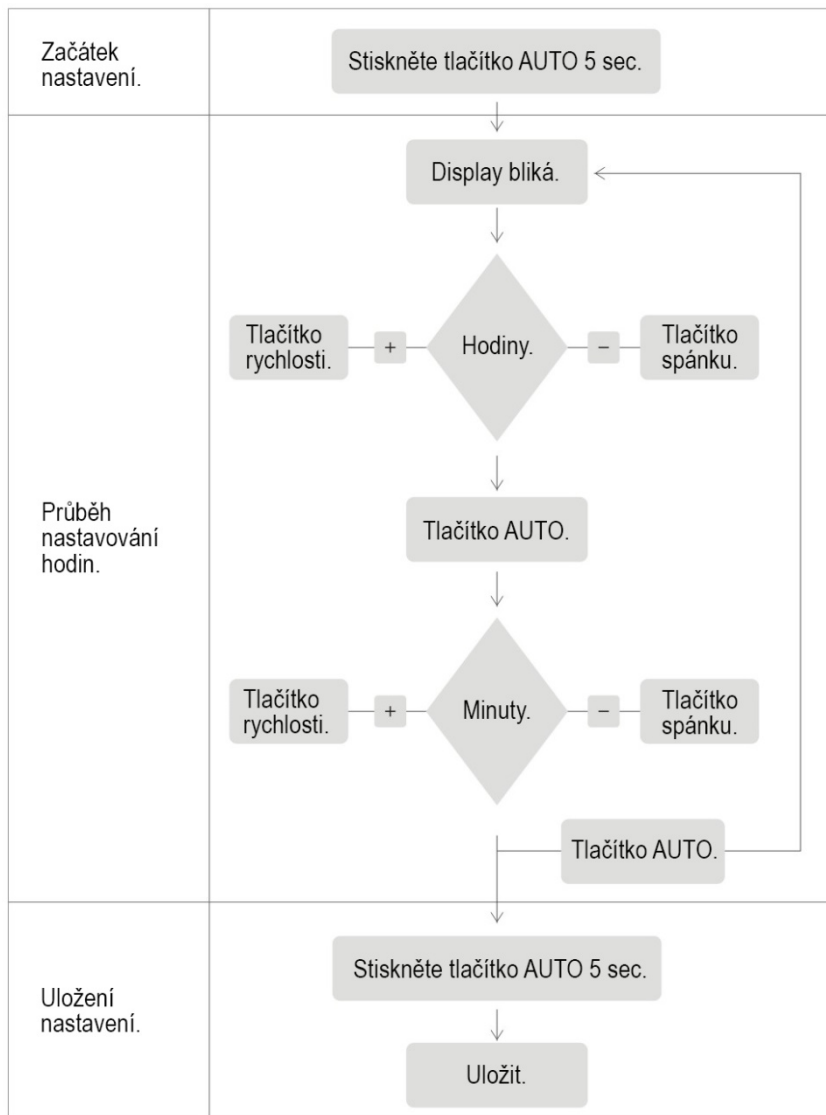 Začátek
nastavení.
Stiskněte tlačítko AUTO 5 sec.
Display bliká.
Tlačítko
rychlosti.
+
Hodiny.
−
Tlačítko
spánku.
Průběh
nastavování
hodin.
Tlačítko AUTO.
Tlačítko
rychlosti.
+
Minuty.
−
Tlačítko
spánku.
Tlačítko AUTO.
Uložení
nastavení.
Stiskněte tlačítko AUTO 5 sec.
Uložit.